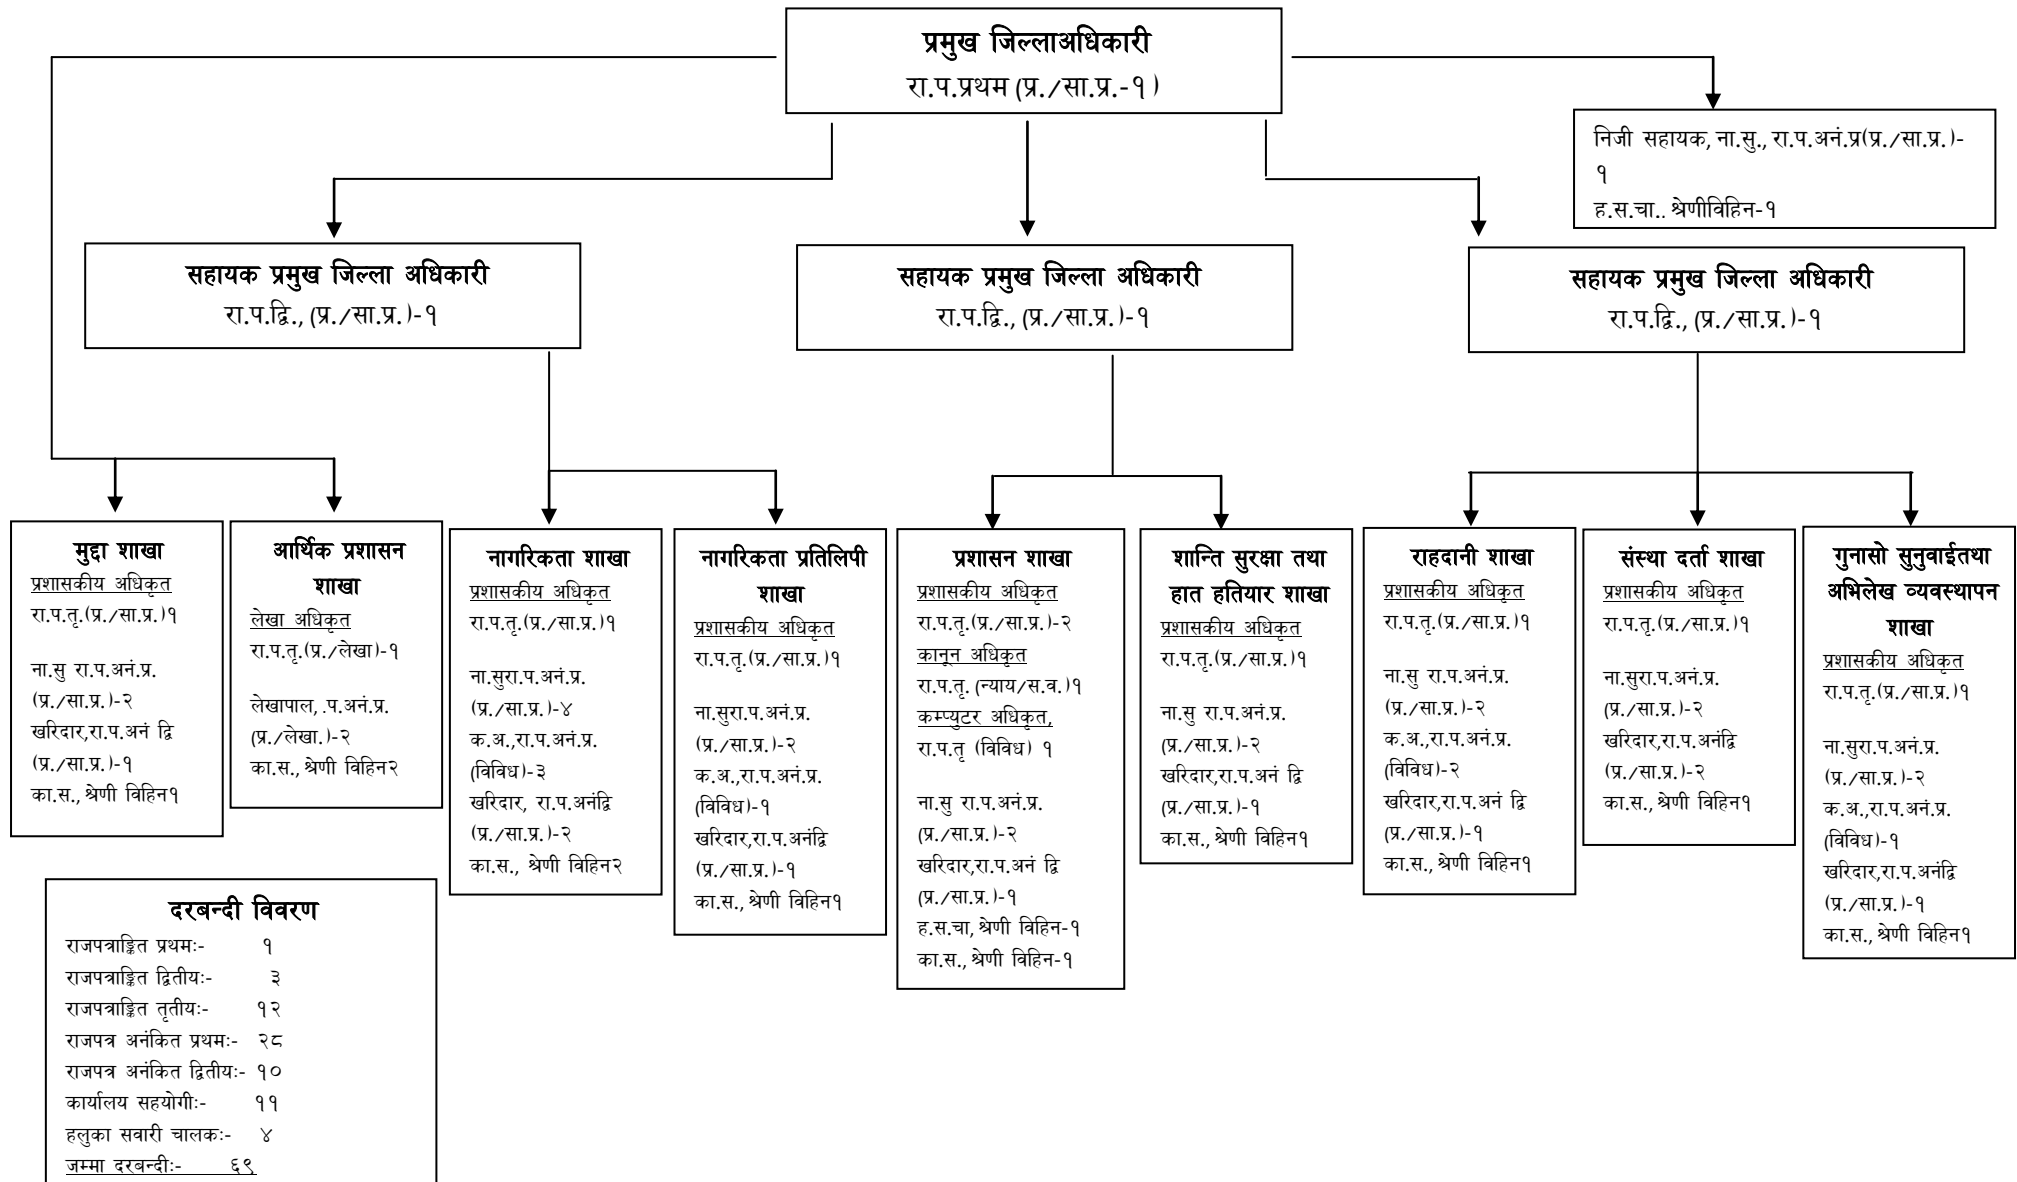 प्रमुख जिल्लाअधिकारी
रा.प.प्रथम (प्र./सा.प्र.-१)
निजी सहायक, ना.सु., रा.प.अनं.प्र(प्र./सा.प्र.)-
१
ह.स.चा.. श्रेणीविहिन-१
सहायक प्रमुख जिल्ला अधिकारी
रा.प.द्वि., (प्र./सा.प्र.)-१
सहायक प्रमुख जिल्ला अधिकारी
रा.प.द्वि., (प्र./सा.प्र.)-१
सहायक प्रमुख जिल्ला अधिकारी
रा.प.द्वि., (प्र./सा.प्र.)-१
मुद्दा शाखा
प्रशासकीय अधिकृत
रा.प.तृ.(प्र./सा.प्र.)१
ना.सु रा.प.अनं.प्र.
(प्र./सा.प्र.)-२
खरिदार,रा.प.अनं द्वि
(प्र./सा.प्र.)-१
का.स., श्रेणी विहिन१
आर्थिक प्रशासन
शाखा
लेखा अधिकृत
रा.प.तृ.(प्र./लेखा)-१
लेखापाल, .प.अनं.प्र.
(प्र./लेखा.)-२
का.स., श्रेणी विहिन२
नागरिकता शाखा
प्रशासकीय अधिकृत
रा.प.तृ.(प्र./सा.प्र.)१
ना.सुरा.प.अनं.प्र.
(प्र./सा.प्र.)-४
क.अ.,रा.प.अनं.प्र.
(विविध)-३
खरिदार, रा.प.अनंद्वि
(प्र./सा.प्र.)-२
का.स., श्रेणी विहिन२
नागरिकता प्रतिलिपी
शाखा
प्रशासकीय अधिकृत
रा.प.तृ.(प्र./सा.प्र.)१
ना.सुरा.प.अनं.प्र.
(प्र./सा.प्र.)-२
क.अ.,रा.प.अनं.प्र.
(विविध)-१
खरिदार,रा.प.अनंद्वि
(प्र./सा.प्र.)-१
का.स., श्रेणी विहिन१
प्रशासन शाखा
प्रशासकीय अधिकृत
रा.प.तृ.(प्र./सा.प्र.)-२
कानून अधिकृत
रा.प.तृ. (न्याय/स.व.)१
कम्प्युटर अधिकृत,
रा.प.तृ (विविध) १
ना.सु रा.प.अनं.प्र.
(प्र./सा.प्र.)-२
खरिदार,रा.प.अनं द्वि
(प्र./सा.प्र.)-१
ह.स.चा, श्रेणी विहिन-१
का.स., श्रेणी विहिन-१
शान्ति सुरक्षा तथा
हात हतियार शाखा
प्रशासकीय अधिकृत
रा.प.तृ.(प्र./सा.प्र.)१
ना.सु रा.प.अनं.प्र.
(प्र./सा.प्र.)-२
खरिदार,रा.प.अनं द्वि
(प्र./सा.प्र.)-१
का.स., श्रेणी विहिन१
राहदानी शाखा
प्रशासकीय अधिकृत
रा.प.तृ.(प्र./सा.प्र.)१
ना.सु रा.प.अनं.प्र.
(प्र./सा.प्र.)-२
क.अ.,रा.प.अनं.प्र.
(विविध)-२
खरिदार,रा.प.अनं द्वि
(प्र./सा.प्र.)-१
का.स., श्रेणी विहिन१
संस्था दर्ता शाखा
प्रशासकीय अधिकृत
रा.प.तृ.(प्र./सा.प्र.)१
ना.सुरा.प.अनं.प्र.
(प्र./सा.प्र.)-२
खरिदार,रा.प.अनंद्वि
(प्र./सा.प्र.)-२
का.स., श्रेणी विहिन१
गुनासो सुनुवाईतथा
अभिलेख व्यवस्थापन
शाखा
प्रशासकीय अधिकृत
रा.प.तृ.(प्र./सा.प्र.)१
ना.सुरा.प.अनं.प्र.
(प्र./सा.प्र.)-२
क.अ.,रा.प.अनं.प्र.
(विविध)-१
खरिदार,रा.प.अनंद्वि
(प्र./सा.प्र.)-१
का.स., श्रेणी विहिन१
दरबन्दी विवरण
राजपत्राङ्कित प्रथमः- १
राजपत्राङ्कित द्वितीयः- ३
राजपत्राङ्कित तृतीयः- १२
राजपत्र अनंकित प्रथमः- २८
राजपत्र अनंकित द्वितीयः- १०
कार्यालय सहयोगीः- ११
हलुका सवारी चालकः- ४
जम्मा दरबन्दीः- ६९